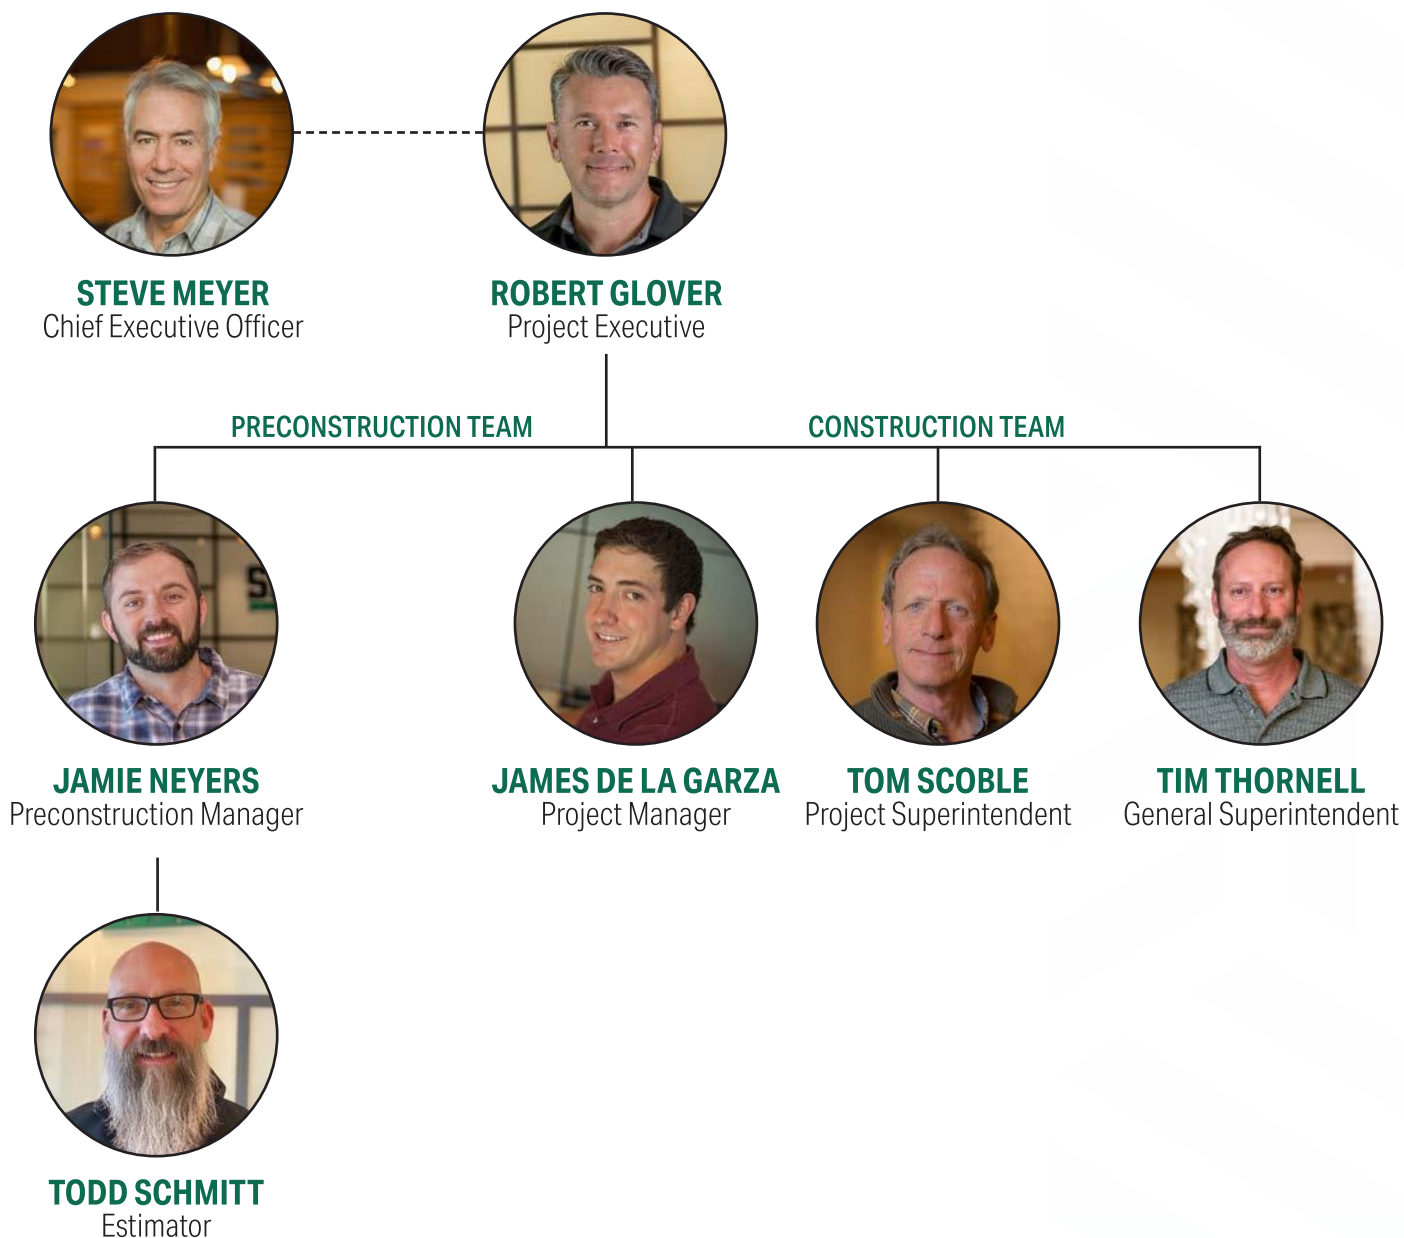 STEVE MEYER
Chief Executive Officer
ROBERT GLOVER
Project Executive
PRECONSTRUCTION TEAM
CONSTRUCTION TEAM
JAMIE NEYERS
Preconstruction Manager
JAMES DE LA GARZA
Project Manager
TOM SCOBLE
Project Superintendent
TIM THORNELL
General Superintendent
TODD SCHMITT
Estimator